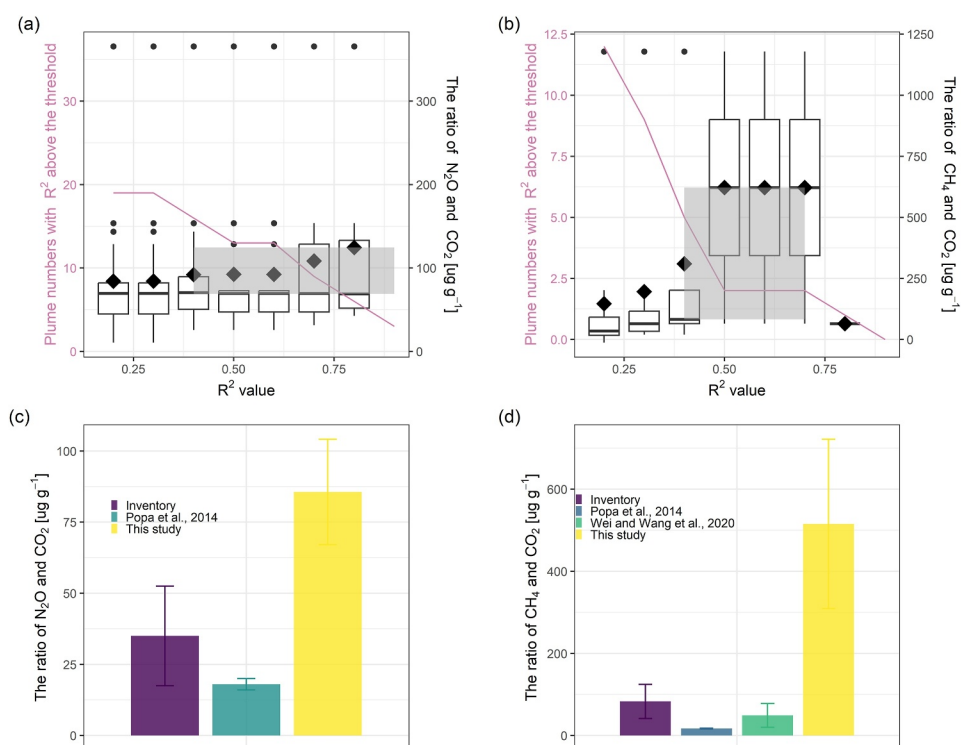 (a)
Plume numbers with R² above the threshold
30
20
10
0
300
200
100
0
The ratio of N₂O and CO₂ [ug g⁻¹]
0.25
0.50
0.75
R² value
(b)
Plume numbers with R² above the threshold
12.5
10.0
7.5
5.0
2.5
0.0
1250
1000
750
500
250
0
The ratio of CH₄ and CO₂ [ug g⁻¹]
0.25
0.50
0.75
R² value
(c)
The ratio of N₂O and CO₂ [ug g⁻¹]
100
75
50
25
0
Inventory
Popa et al., 2014
This study
(d)
The ratio of CH₄ and CO₂ [ug g⁻¹]
600
400
200
0
Inventory
Popa et al., 2014
Wei and Wang et al., 2020
This study